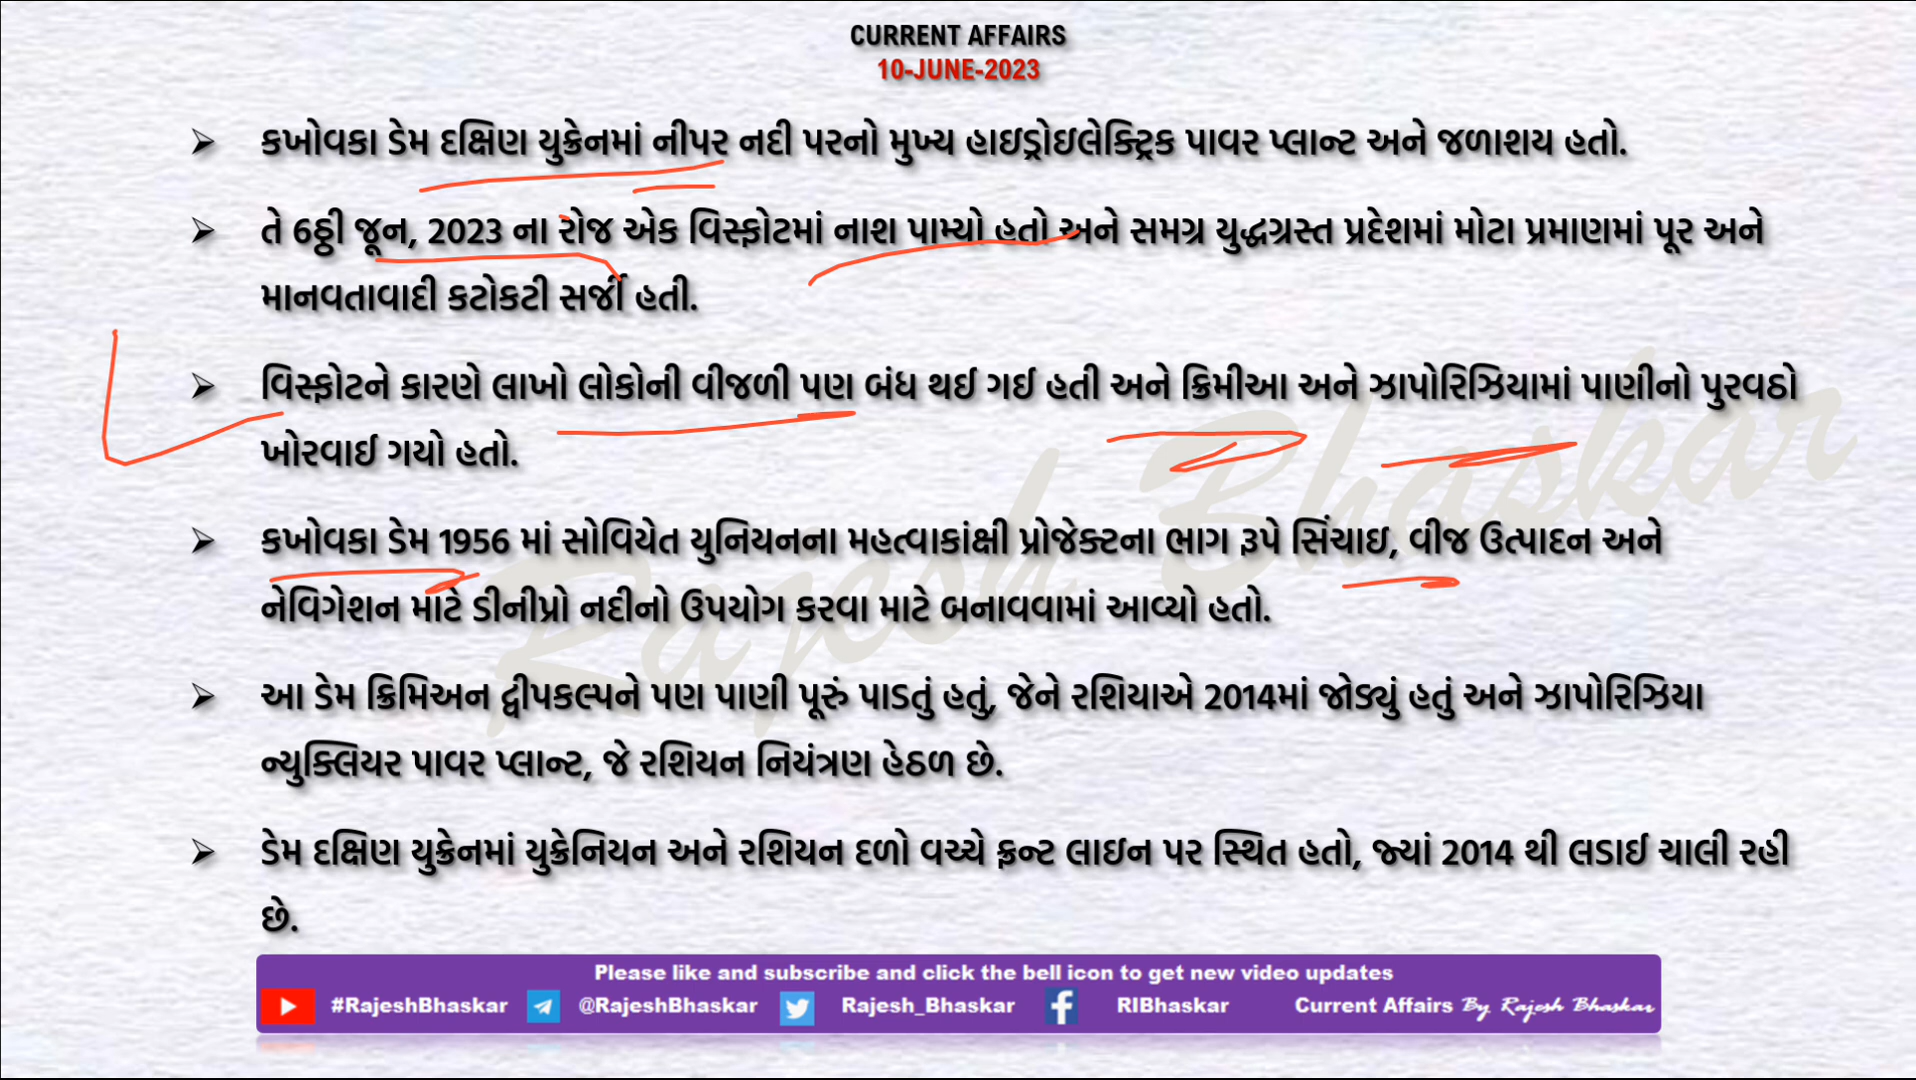 CURRENT AFFAIRS
10-JUNE-2023
➢ કખોવકા ડેમ દક્ષિણ યુક્રેનમાં નીપર નદી પરનો મુખ્ય હાઇડ્રોઇલેક્ટ્રિક પાવર પ્લાન્ટ અને જળાશય હતો.
➢ તે 6ઠ્ઠી જૂન, 2023 ના રોજ એક વિસ્ફોટમાં નાશ પામ્યો હતો અને સમગ્ર યુદ્ધગ્રસ્ત પ્રદેશમાં મોટા પ્રમાણમાં પૂર અને
માનવતાવાદી કટોકટી સર્જી હતી.
➢ વિસ્ફોટને કારણે લાખો લોકોની વીજળી પણ બંધ થઈ ગઈ હતી અને ક્રિમીઆ અને ઝાપોરિઝિયામાં પાણીનો પુરવઠો
ખોરવાઈ ગયો હતો.
➢ કખોવકા ડેમ 1956 માં સોવિયેત યુનિયનના મહત્વાકાંક્ષી પ્રોજેક્ટના ભાગ રૂપે સિંચાઇ, વીજ ઉત્પાદન અને
નેવિગેશન માટે ડીનીપ્રો નદીનો ઉપયોગ કરવા માટે બનાવવામાં આવ્યો હતો.
➢ આ ડેમ ક્રિમિઅન દ્વીપકલ્પને પણ પાણી પૂરું પાડતું હતું, જેને રશિયાએ 2014માં જોડ્યું હતું અને ઝાપોરિઝિયા
ન્યુક્લિયર પાવર પ્લાન્ટ, જે રશિયન નિયંત્રણ હેઠળ છે.
➢ ડેમ દક્ષિણ યુક્રેનમાં યુક્રેનિયન અને રશિયન દળો વચ્ચે ફ્રન્ટ લાઇન પર સ્થિત હતો, જ્યાં 2014 થી લડાઈ ચાલી રહી
છે.
Rajesh Bhaskar
Please like and subscribe and click the bell icon to get new video updates
#RajeshBhaskar @RajeshBhaskar Rajesh_Bhaskar RIBhaskar Current Affairs By Rajesh Bhaskar